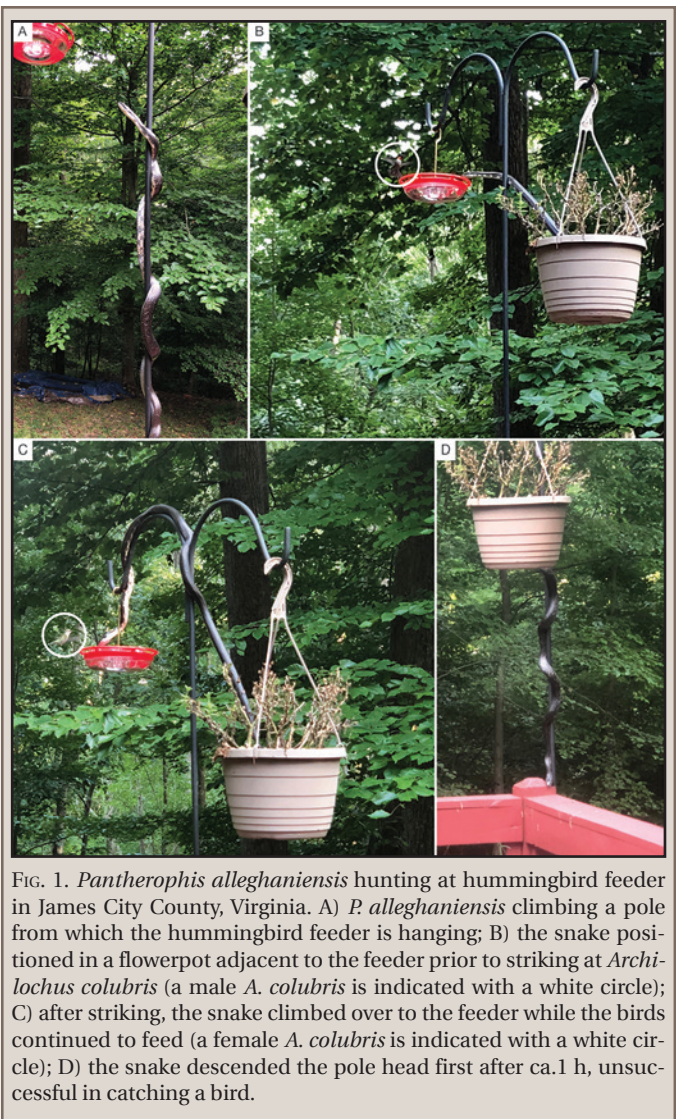 A
B
C
D
FIG. 1. Pantherophis alleghaniensis hunting at hummingbird feeder
in James City County, Virginia. A) P. alleghaniensis climbing a pole
from which the hummingbird feeder is hanging; B) the snake posi-
tioned in a flowerpot adjacent to the feeder prior to striking at Archi-
lochus colubris (a male A. colubris is indicated with a white circle);
C) after striking, the snake climbed over to the feeder while the birds
continued to feed (a female A. colubris is indicated with a white cir-
cle); D) the snake descended the pole head first after ca.1 h, unsuc-
cessful in catching a bird.